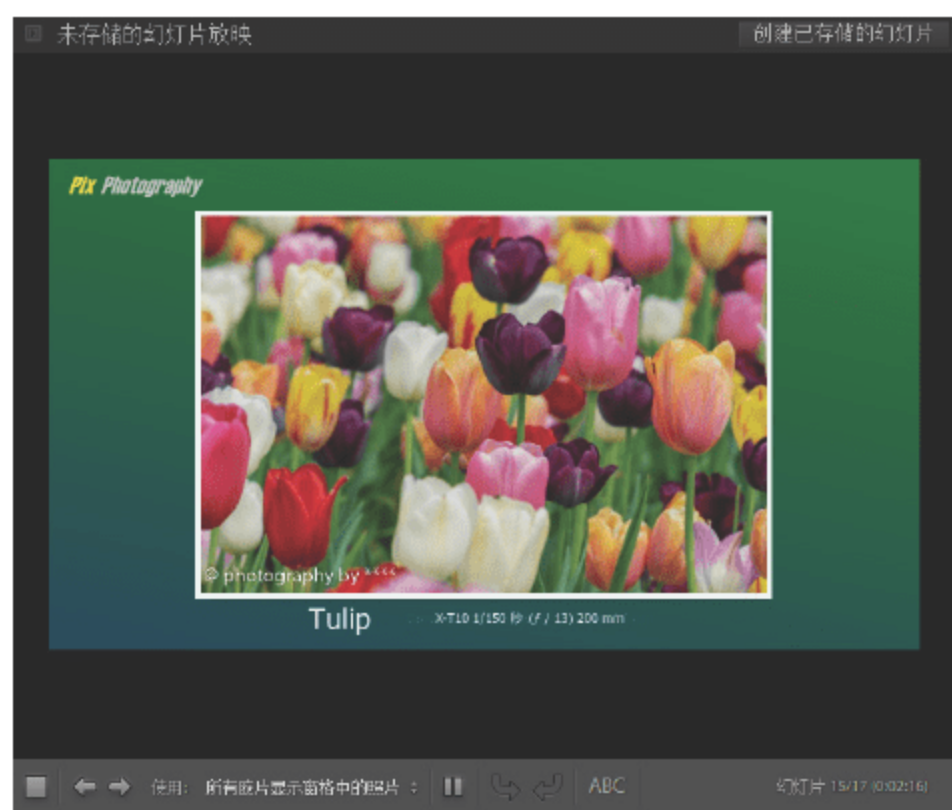 未存储的幻灯片放映
创建已存储的幻灯片
Pix Photography
© photography by ****
Tulip
X-T10 1/150 秒 (f / 13) 200 mm
使用: 所有胶片显示窗格中的照片
ABC
幻灯片 15/17 (0:02:16)